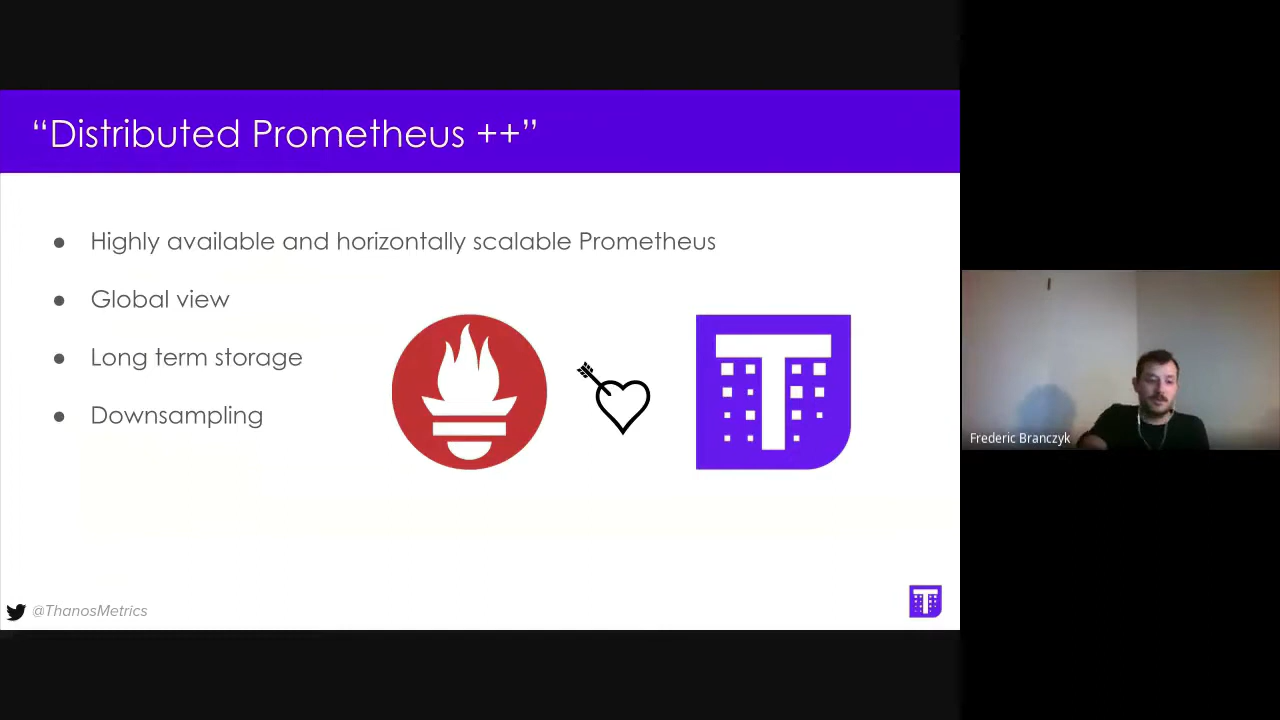 “Distributed Prometheus ++”
● Highly available and horizontally scalable Prometheus
● Global view
● Long term storage
● Downsampling
T
@ThanosMetrics
T
Frederic Branczyk